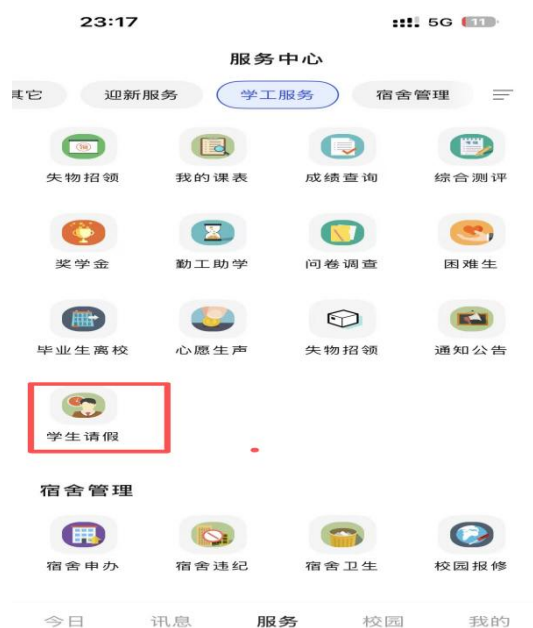 23:17 5G 11
服务中心
其它 迎新服务 学工服务 宿舍管理
失物招领 我的课表 成绩查询 综合测评
奖学金 勤工助学 问卷调查 困难生
毕业生离校 心愿生声 失物招领 通知公告
学生请假
宿舍管理
宿舍申办 宿舍违纪 宿舍卫生 校园报修
今日 讯息 服务 校园 我的